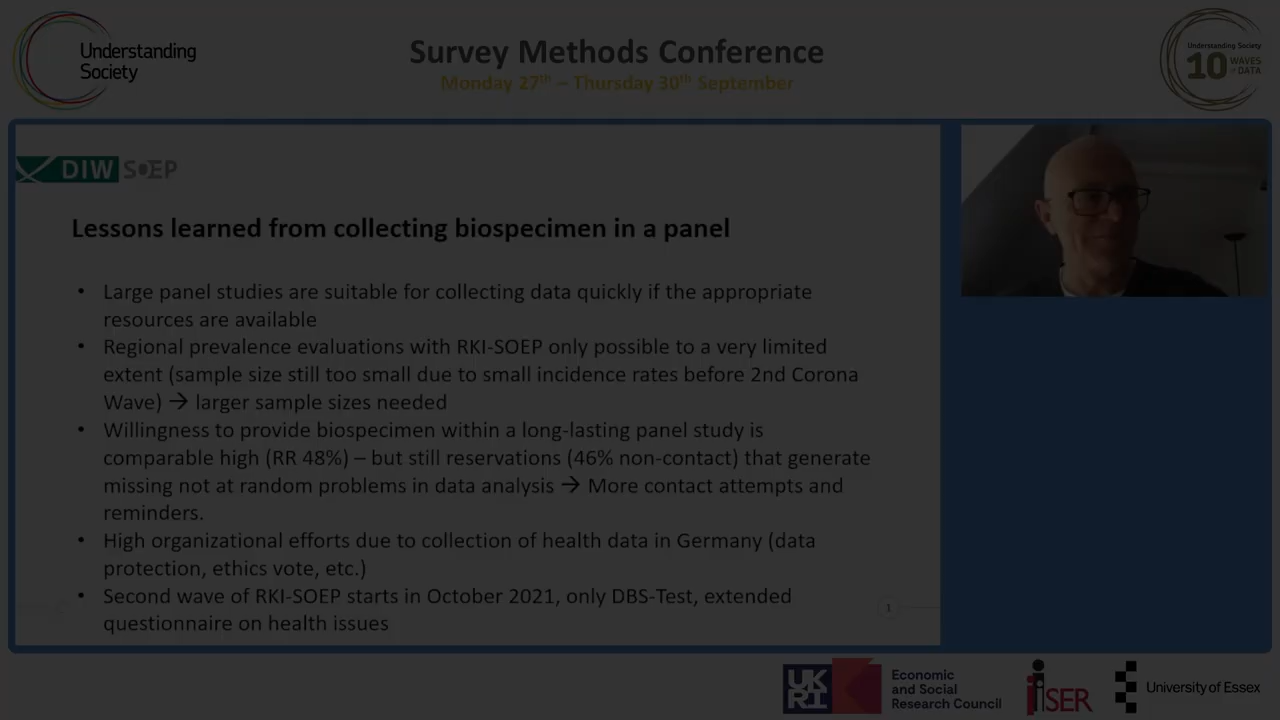 Understanding
Society
Survey Methods Conference
Monday 27th – Thursday 30th September
Understanding Society
10 WAVES
of DATA
DIW SOEP
Lessons learned from collecting biospecimen in a panel
• Large panel studies are suitable for collecting data quickly if the appropriate
resources are available
• Regional prevalence evaluations with RKI-SOEP only possible to a very limited
extent (sample size still too small due to small incidence rates before 2nd Corona
Wave) → larger sample sizes needed
• Willingness to provide biospecimen within a long-lasting panel study is
comparable high (RR 48%) – but still reservations (46% non-contact) that generate
missing not at random problems in data analysis → More contact attempts and
reminders.
• High organizational efforts due to collection of health data in Germany (data
protection, ethics vote, etc.)
• Second wave of RKI-SOEP starts in October 2021, only DBS-Test, extended
questionnaire on health issues
1
UK
RI
Economic
and Social
Research Council
iSER
University of Essex